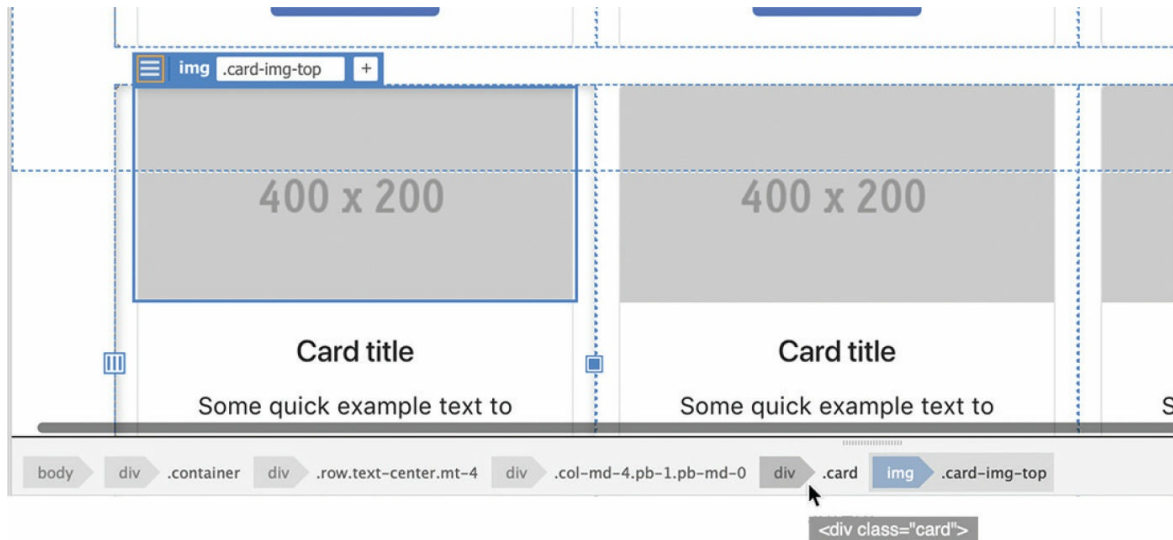 img .card-img-top +
400 x 200 400 x 200
Card title Card title
Some quick example text to Some quick example text to S
body div .container div .row.text-center.mt-4 div .col-md-4.pb-1.pb-md-0 div .card img .card-img-top
<div class="card">